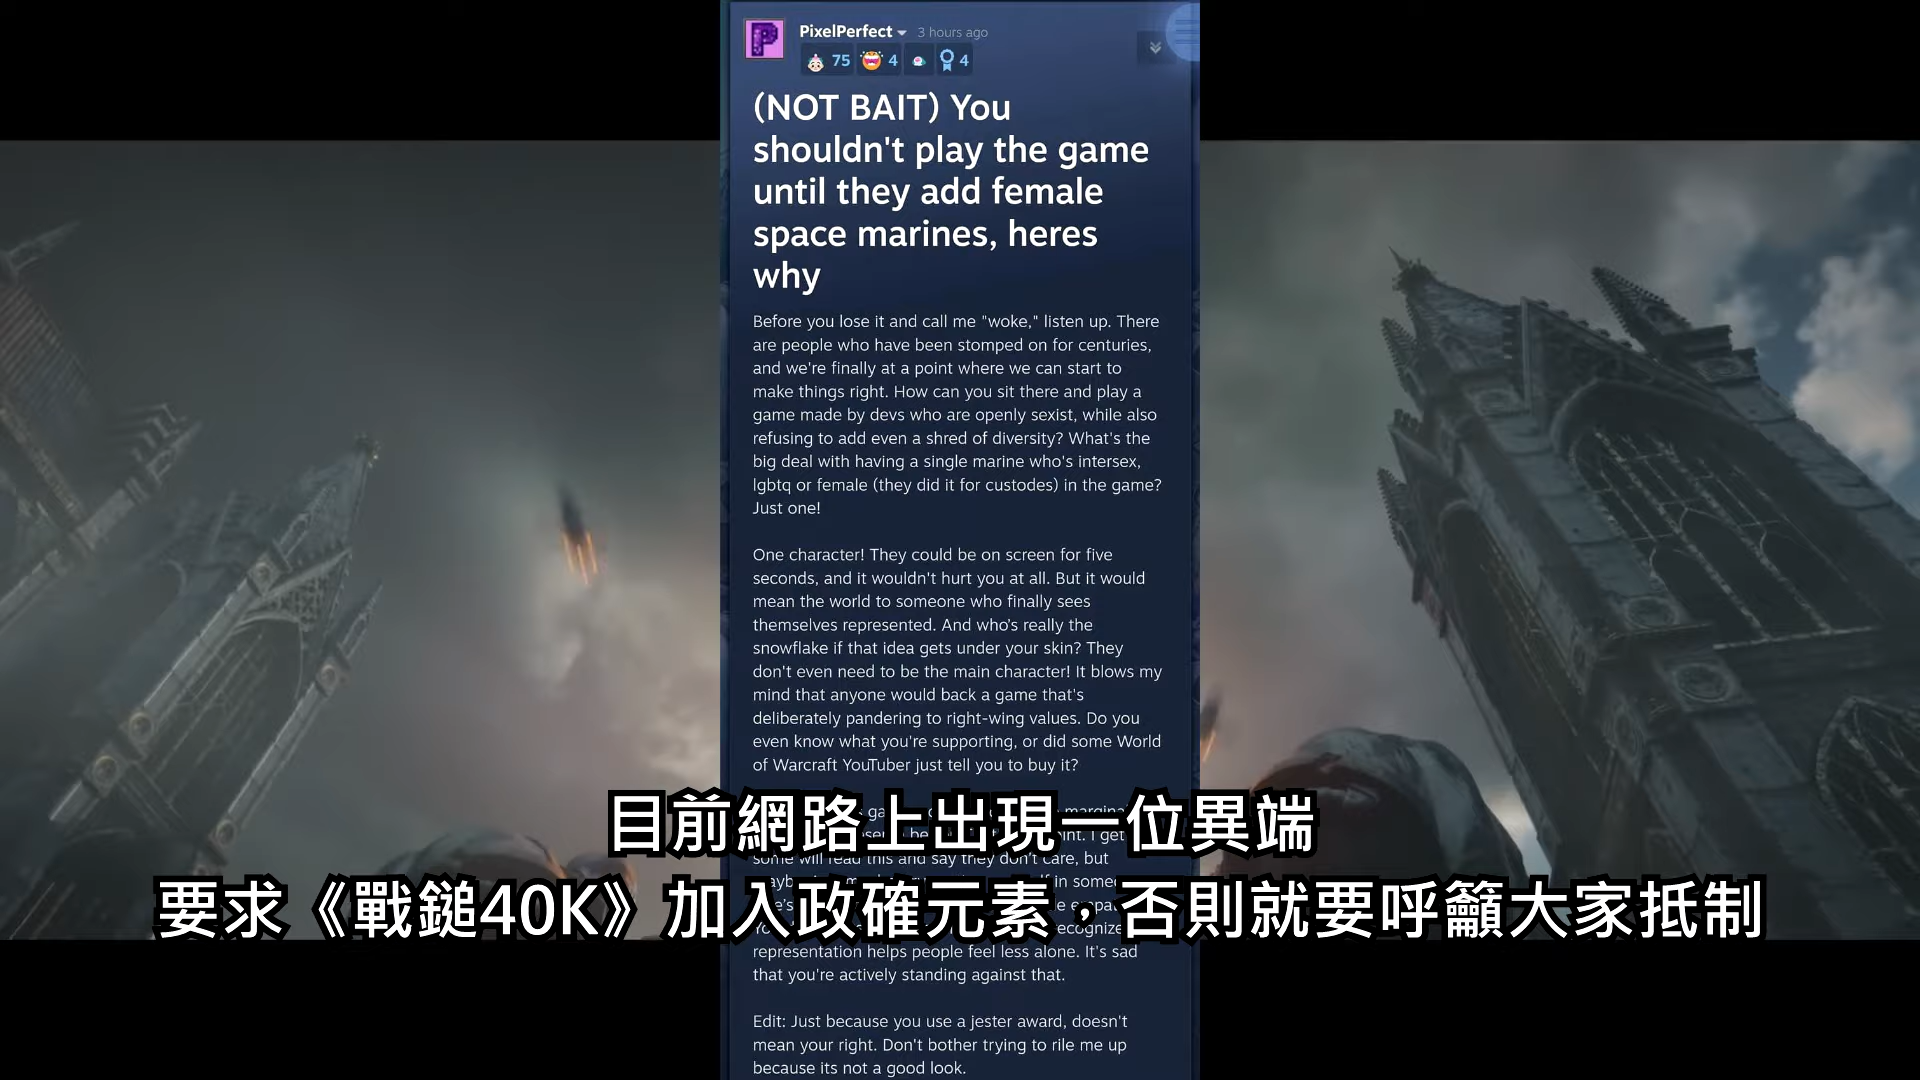 PixelPerfect 3 hours ago
75 4 4
(NOT BAIT) You
shouldn't play the game
until they add female
space marines, heres
why
Before you lose it and call me "woke," listen up. There
are people who have been stomped on for centuries,
and we're finally at a point where we can start to
make things right. How can you sit there and play a
game made by devs who are openly sexist, while also
refusing to add even a shred of diversity? What's the
big deal with having a single marine who's intersex,
lgbtq or female (they did it for custodes) in the game?
Just one!
One character! They could be on screen for five
seconds, and it wouldn't hurt you at all. But it would
mean the world to someone who finally sees
themselves represented. And who's really the
snowflake if that idea gets under your skin? They
don't even need to be the main character! It blows my
mind that anyone would back a game that's
deliberately pandering to right-wing values. Do you
even know what you're supporting, or did some World
of Warcraft YouTuber just tell you to buy it?
目前網路上出現一位異端
some will read this and say they don't care, but
要求《戰鎚40K》加入政確元素，否則就要呼籲大家抵制
representation helps people feel less alone. It's sad
that you're actively standing against that.
Edit: Just because you use a jester award, doesn't
mean your right. Don't bother trying to rile me up
because its not a good look.